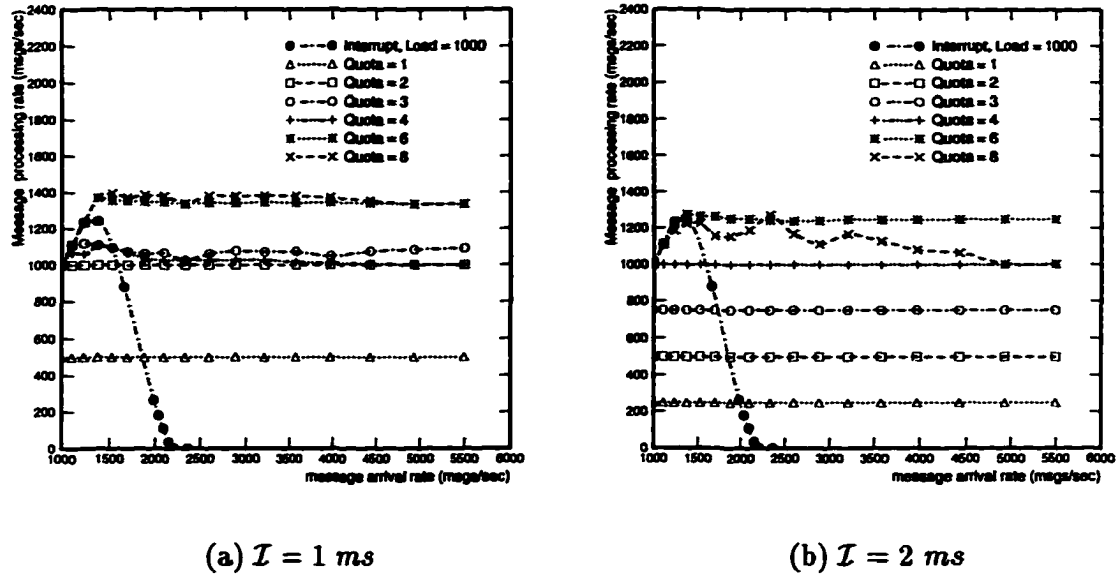 Message processing rate (msgs/sec)
2400
2200
2000
1800
1600
1400
1200
1000
800
600
400
200
0
Interrupt, Load = 1000
Quota = 1
Quota = 2
Quota = 3
Quota = 4
Quota = 6
Quota = 8
1000 1500 2000 2500 3000 3500 4000 4500 5000 5500 6000
message arrival rate (msgs/sec)
(a) I = 1 ms
Message processing rate (msgs/sec)
2400
2200
2000
1800
1600
1400
1200
1000
800
600
400
200
0
Interrupt, Load = 1000
Quota = 1
Quota = 2
Quota = 3
Quota = 4
Quota = 6
Quota = 8
1000 1500 2000 2500 3000 3500 4000 4500 5000 5500 6000
message arrival rate (msgs/sec)
(b) I = 2 ms